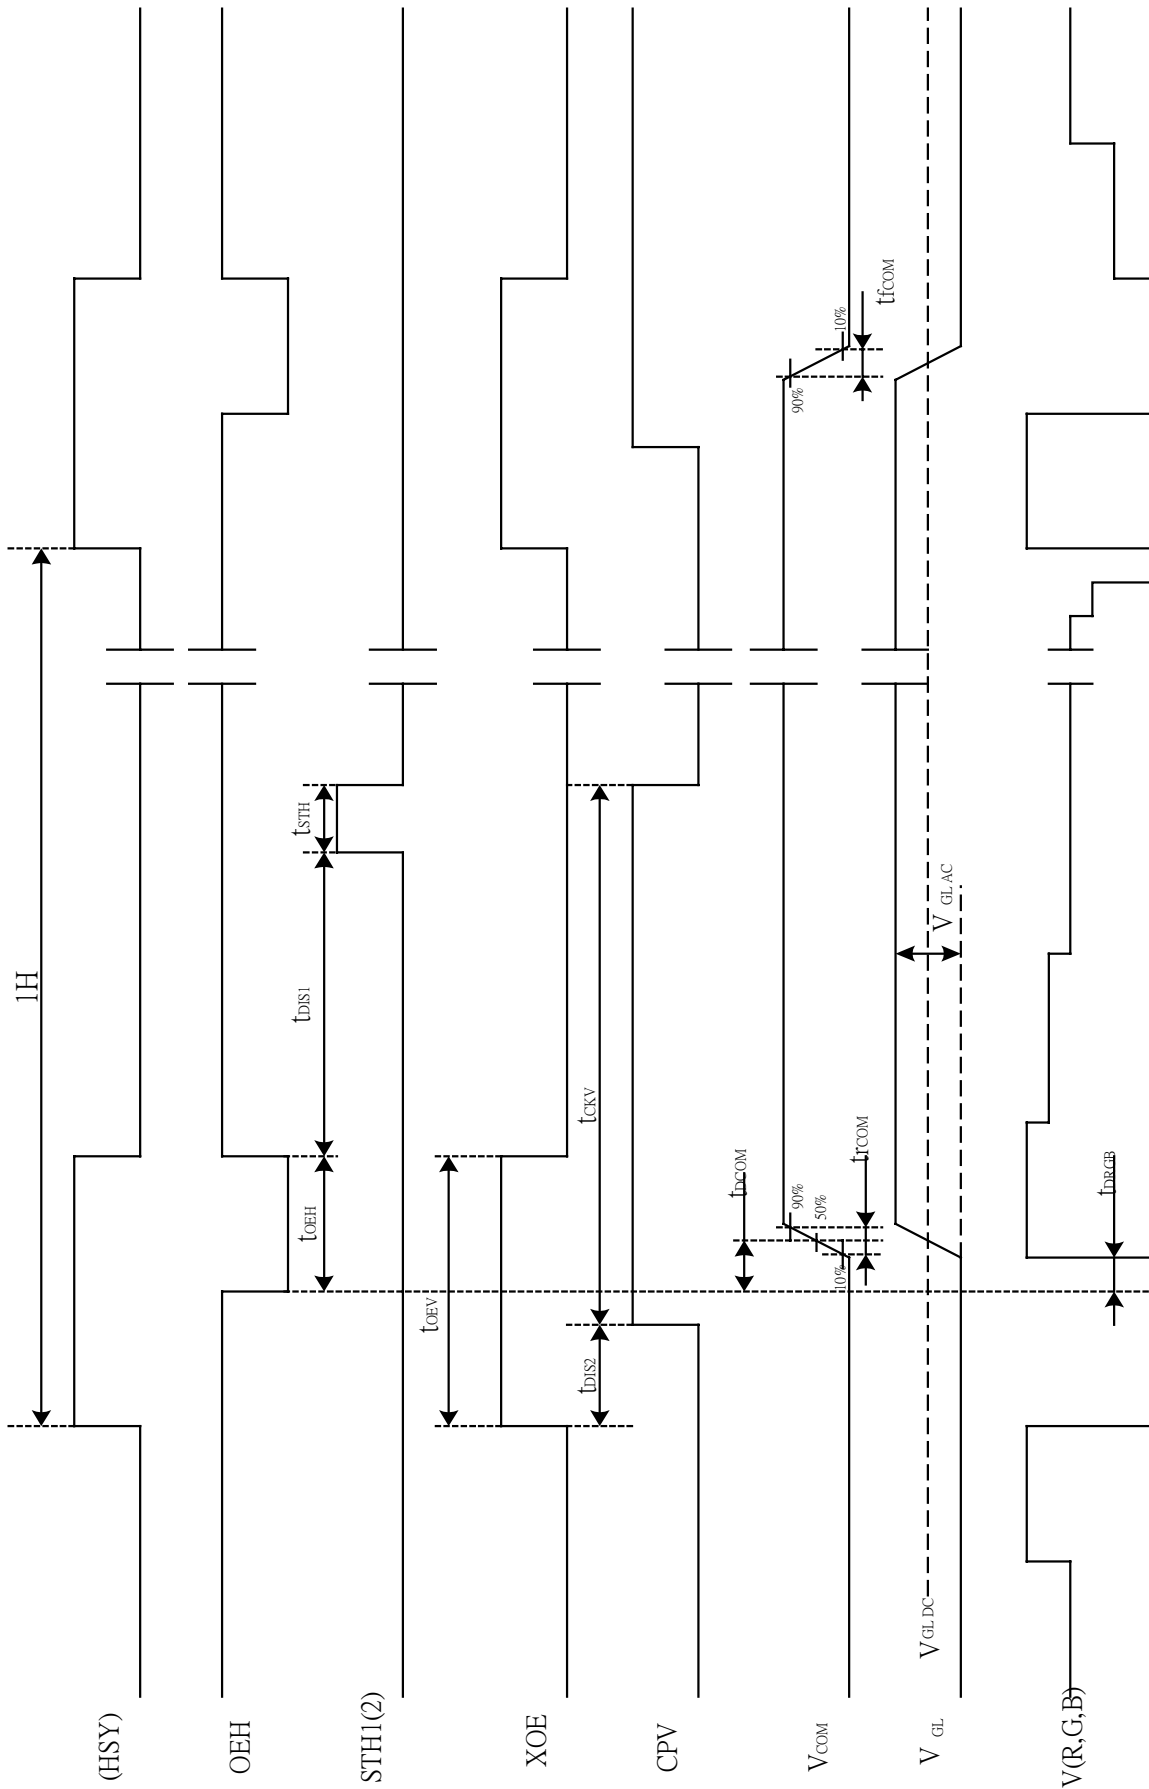 (HSY)
1H
OEH
tOEH
tDIS1
tSTH
STH1(2)
XOE
tOEV
tDIS2
tCKV
CPV
VCOM
tDCOM
10%
50%
90%
trCOM
90%
10%
tfCOM
V GL
VGL DC
V GL AC
V(R,G,B)
tDRGB